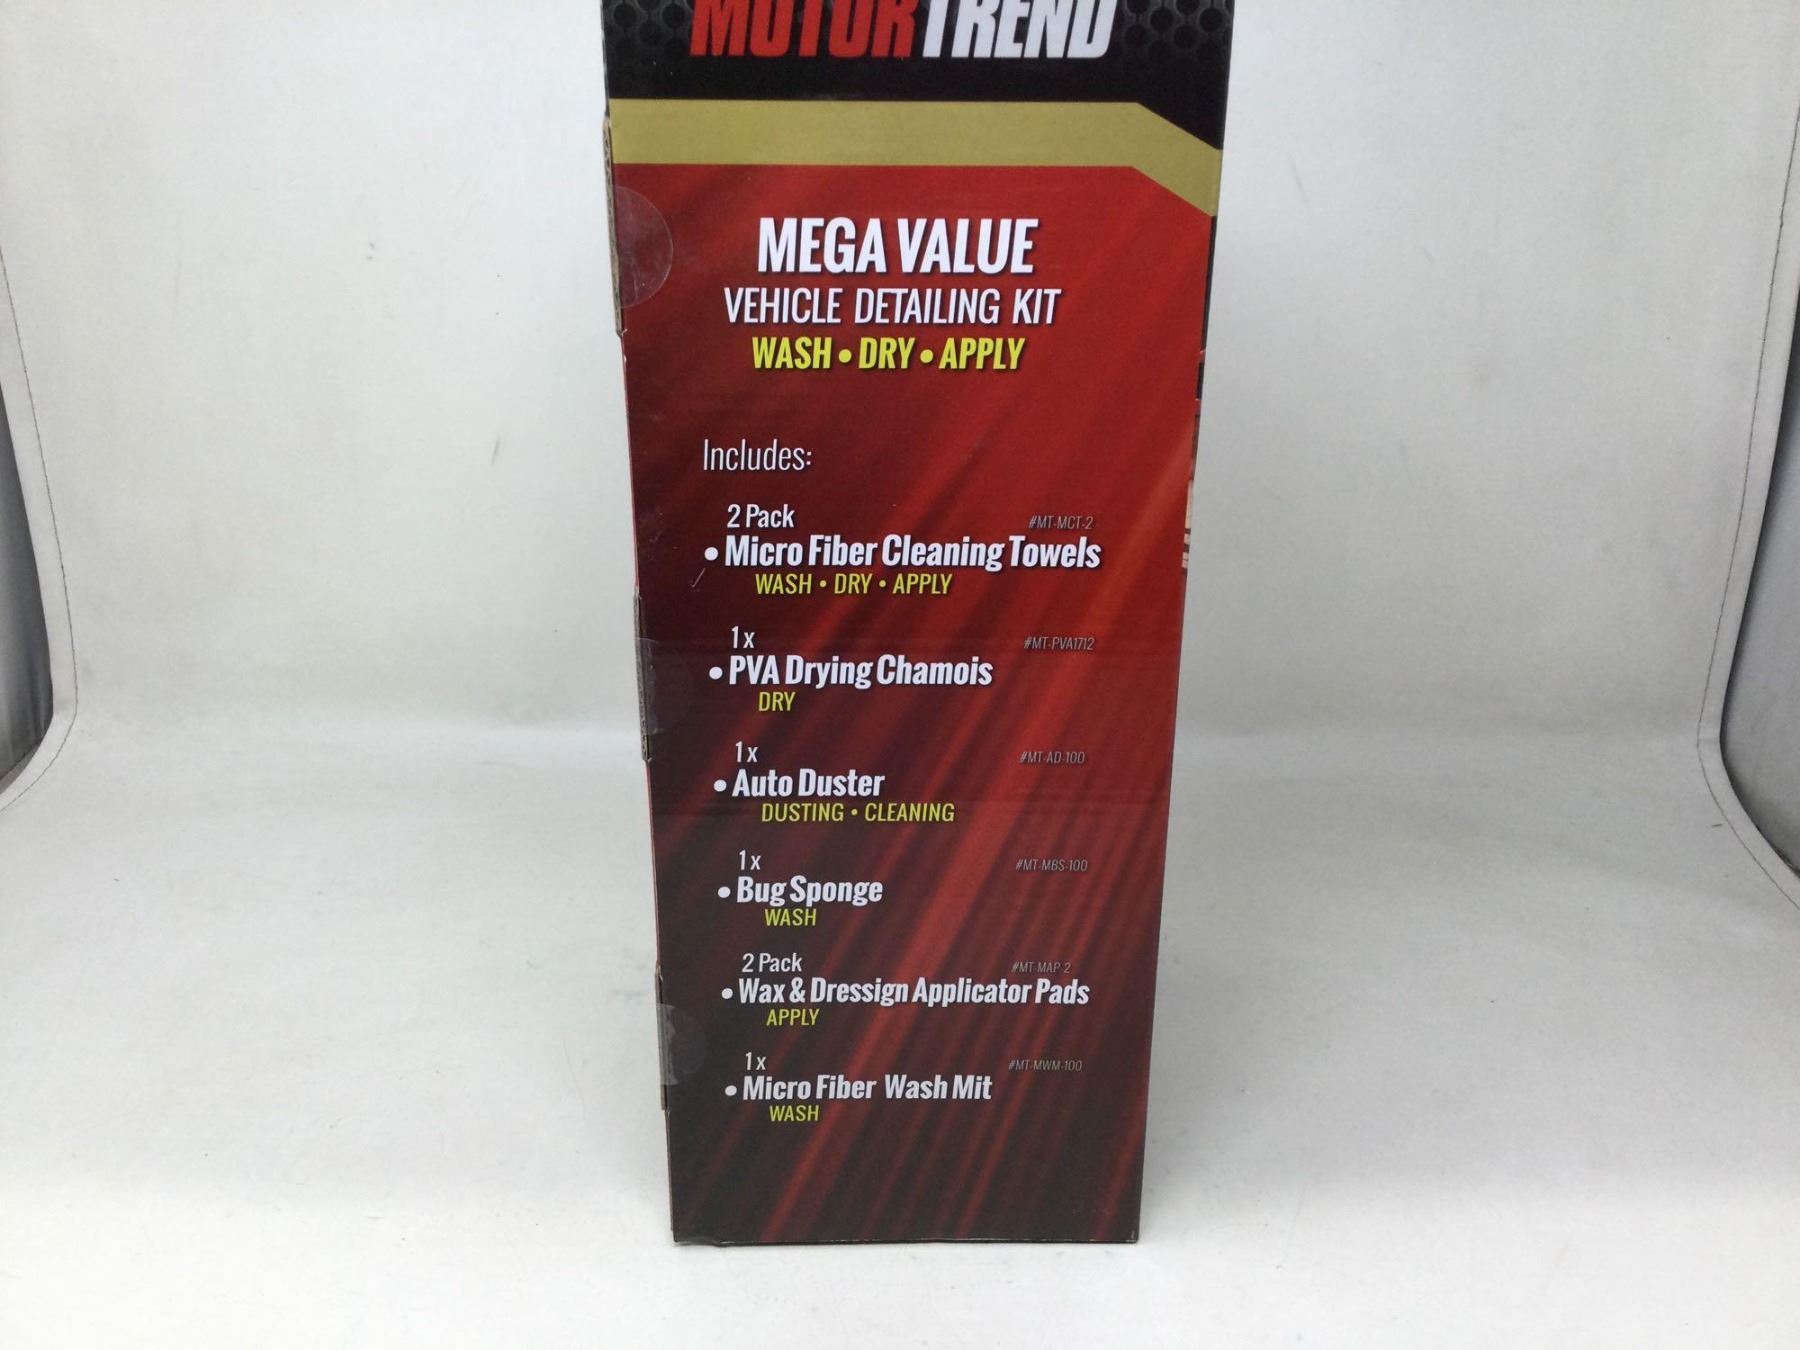 MOTORTREND
MEGA VALUE
VEHICLE DETAILING KIT
WASH • DRY • APPLY
Includes:
2 Pack #MT-MCT-2
• Micro Fiber Cleaning Towels
WASH • DRY • APPLY
1x #MT-PVA1712
• PVA Drying Chamois
DRY
1x #MT-AD-100
• Auto Duster
DUSTING • CLEANING
1x #MT-MBS-100
• Bug Sponge
WASH
2 Pack #MT-MAP-2
• Wax & Dressign Applicator Pads
APPLY
1x #MT-MWM-100
• Micro Fiber Wash Mit
WASH